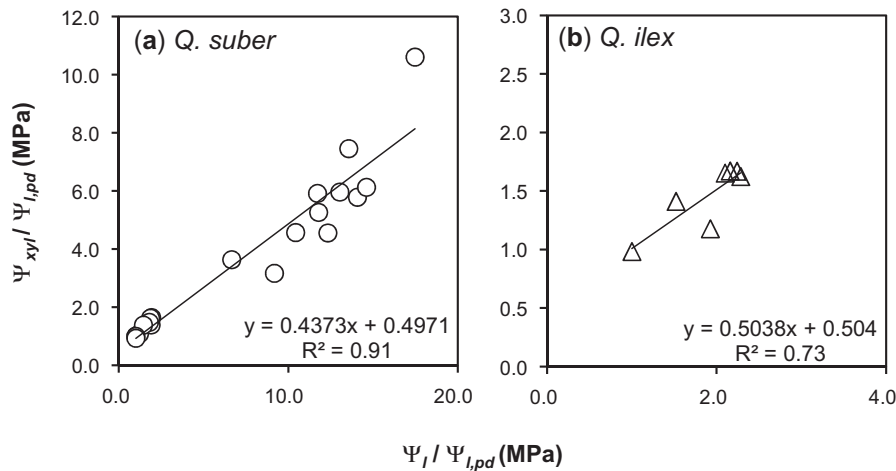 (a) Q. suber
12.0
10.0
8.0
6.0
4.0
2.0
0.0
0.0
10.0
20.0
y = 0.4373x + 0.4971
R² = 0.91
Ψxyl / Ψl,pd (MPa)
(b) Q. ilex
3.0
2.5
2.0
1.5
1.0
0.5
0.0
0.0
2.0
4.0
y = 0.5038x + 0.504
R² = 0.73
Ψl / Ψl,pd (MPa)